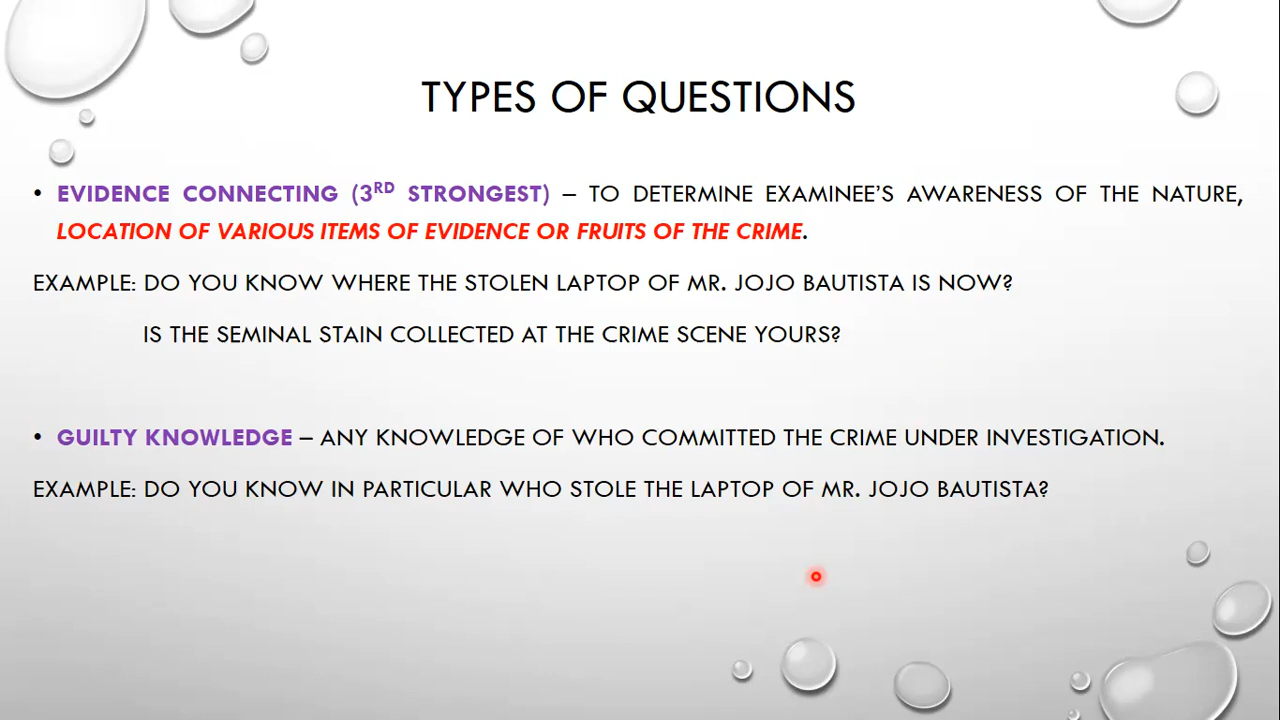 TYPES OF QUESTIONS
• EVIDENCE CONNECTING (3RD STRONGEST) – TO DETERMINE EXAMINEE’S AWARENESS OF THE NATURE,
LOCATION OF VARIOUS ITEMS OF EVIDENCE OR FRUITS OF THE CRIME.
EXAMPLE: DO YOU KNOW WHERE THE STOLEN LAPTOP OF MR. JOJO BAUTISTA IS NOW?
IS THE SEMINAL STAIN COLLECTED AT THE CRIME SCENE YOURS?
• GUILTY KNOWLEDGE – ANY KNOWLEDGE OF WHO COMMITTED THE CRIME UNDER INVESTIGATION.
EXAMPLE: DO YOU KNOW IN PARTICULAR WHO STOLE THE LAPTOP OF MR. JOJO BAUTISTA?